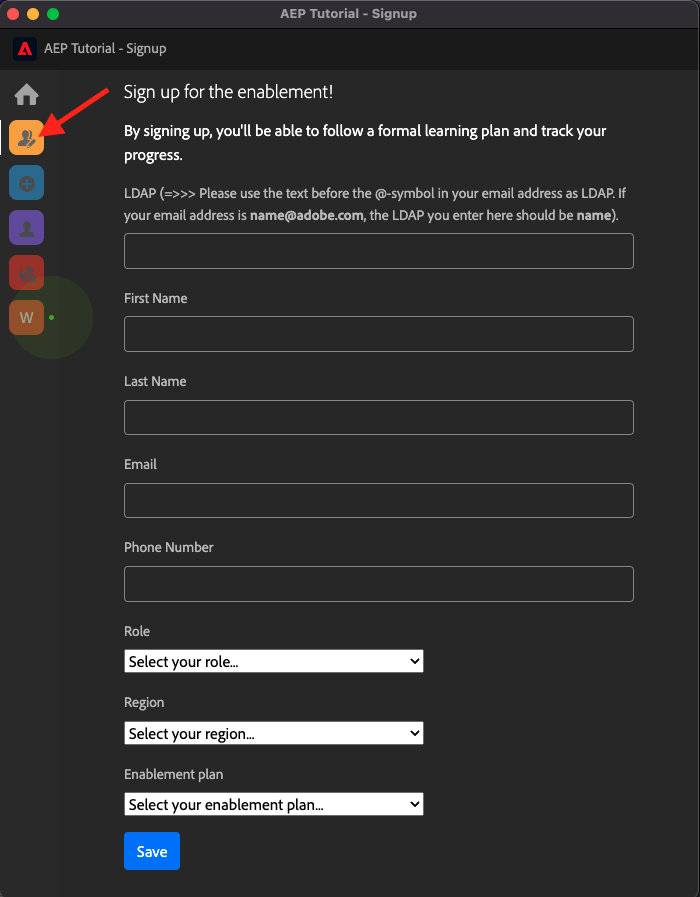 AEP Tutorial - Signup
AEP Tutorial - Signup
Sign up for the enablement!
By signing up, you'll be able to follow a formal learning plan and track your
progress.
LDAP (=>>> Please use the text before the @-symbol in your email address as LDAP. If
your email address is name@adobe.com, the LDAP you enter here should be name).
First Name
Last Name
W
Email
Phone Number
Role
Select your role...
Region
Select your region...
Enablement plan
Select your enablement plan...
Save